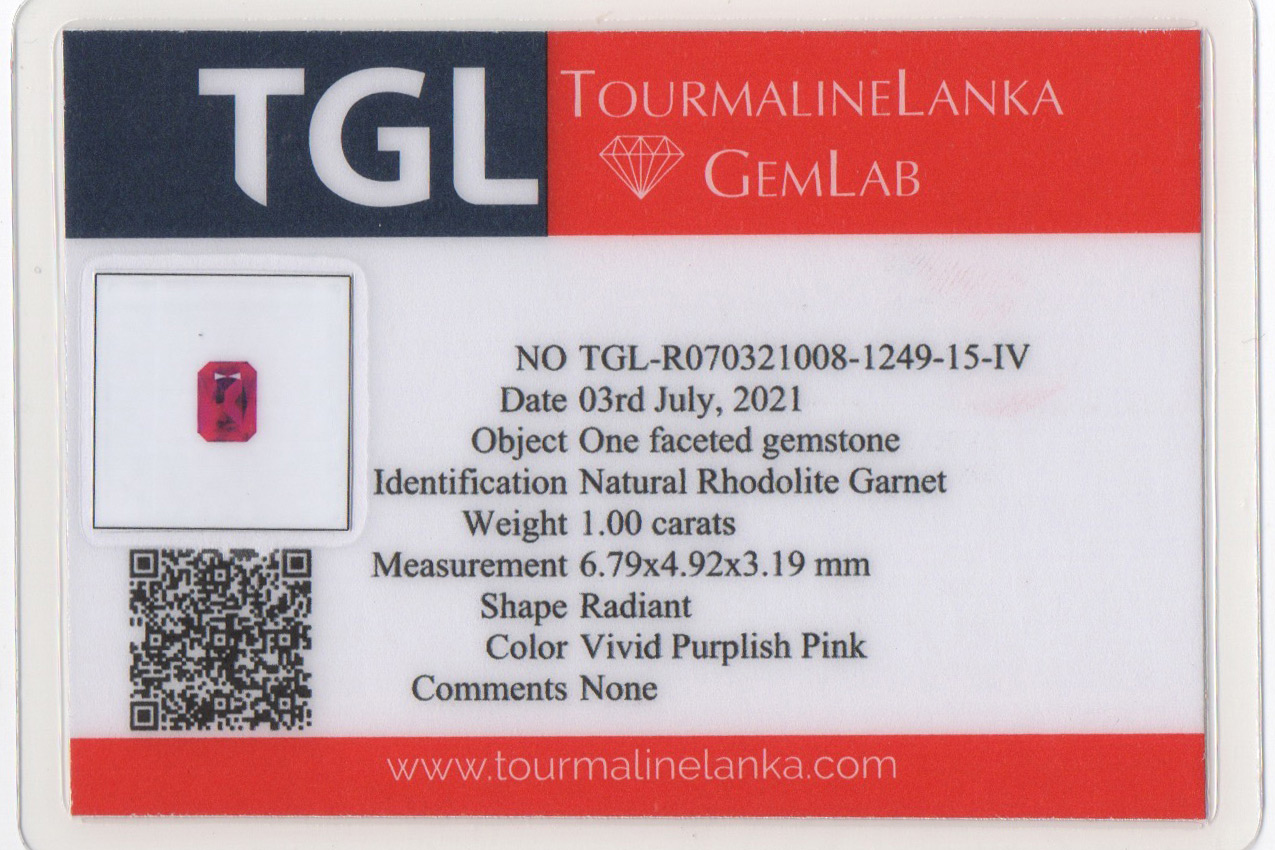 TGL
TOURMALINELANKA
GEMLAB
NO TGL-R070321008-1249-15-IV
Date 03rd July, 2021
Object One faceted gemstone
Identification Natural Rhodolite Garnet
Weight 1.00 carats
Measurement 6.79x4.92x3.19 mm
Shape Radiant
Color Vivid Purplish Pink
Comments None
www.tourmalinelanka.com